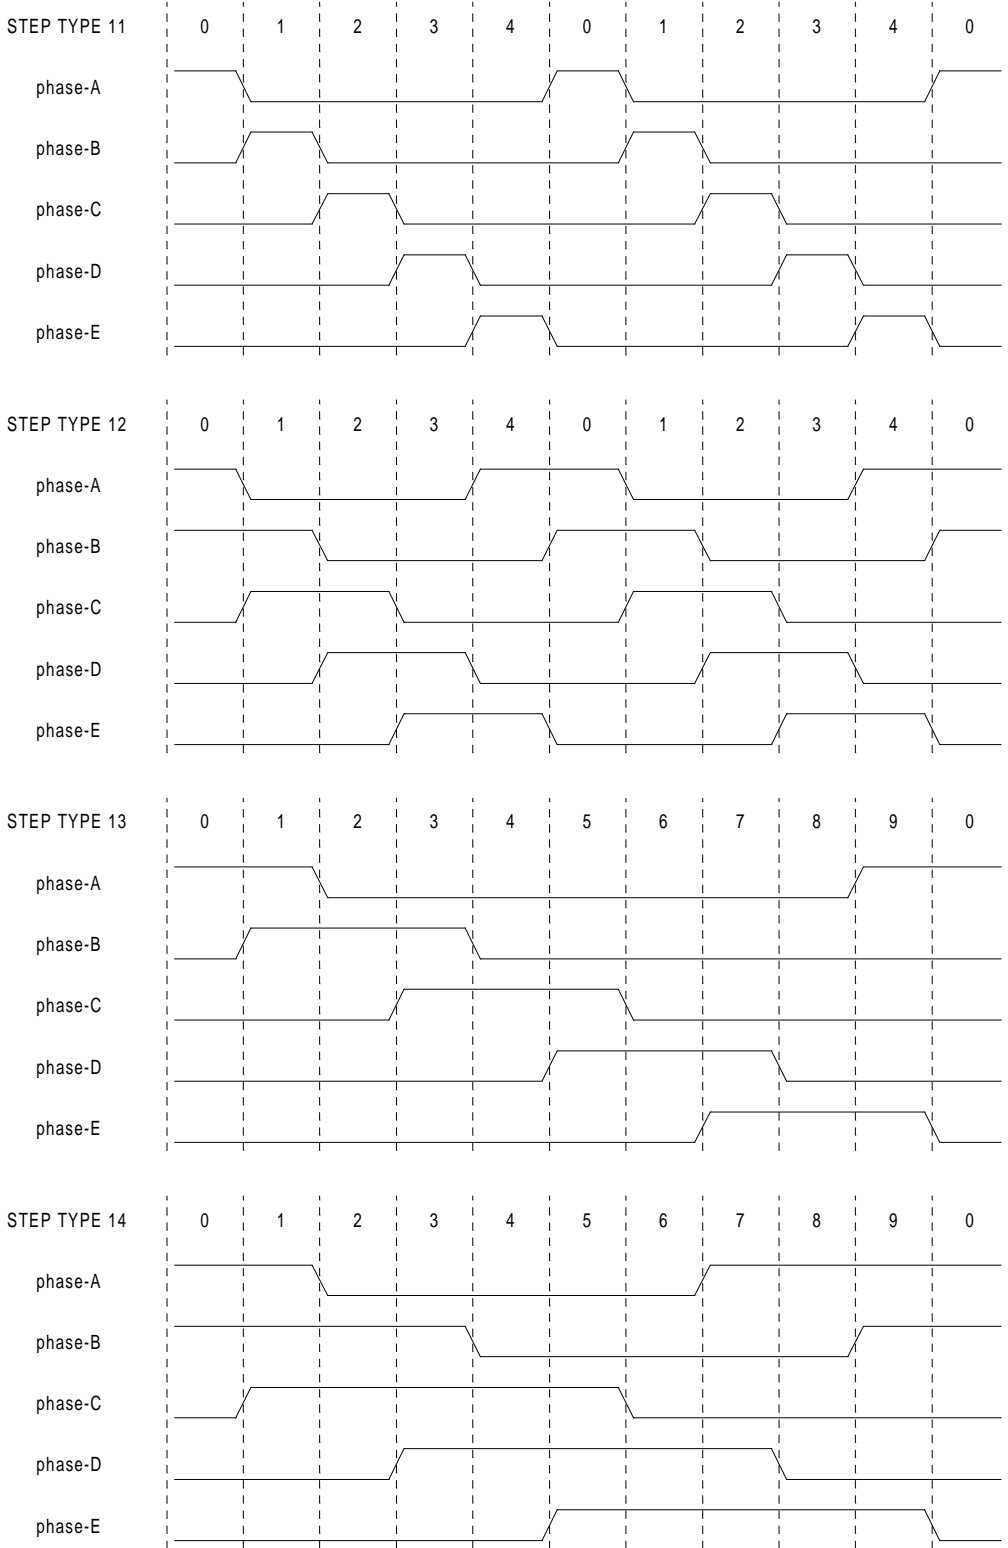 STEP TYPE 11 0 1 2 3 4 0 1 2 3 4 0
phase-A
phase-B
phase-C
phase-D
phase-E
STEP TYPE 12 0 1 2 3 4 0 1 2 3 4 0
phase-A
phase-B
phase-C
phase-D
phase-E
STEP TYPE 13 0 1 2 3 4 5 6 7 8 9 0
phase-A
phase-B
phase-C
phase-D
phase-E
STEP TYPE 14 0 1 2 3 4 5 6 7 8 9 0
phase-A
phase-B
phase-C
phase-D
phase-E